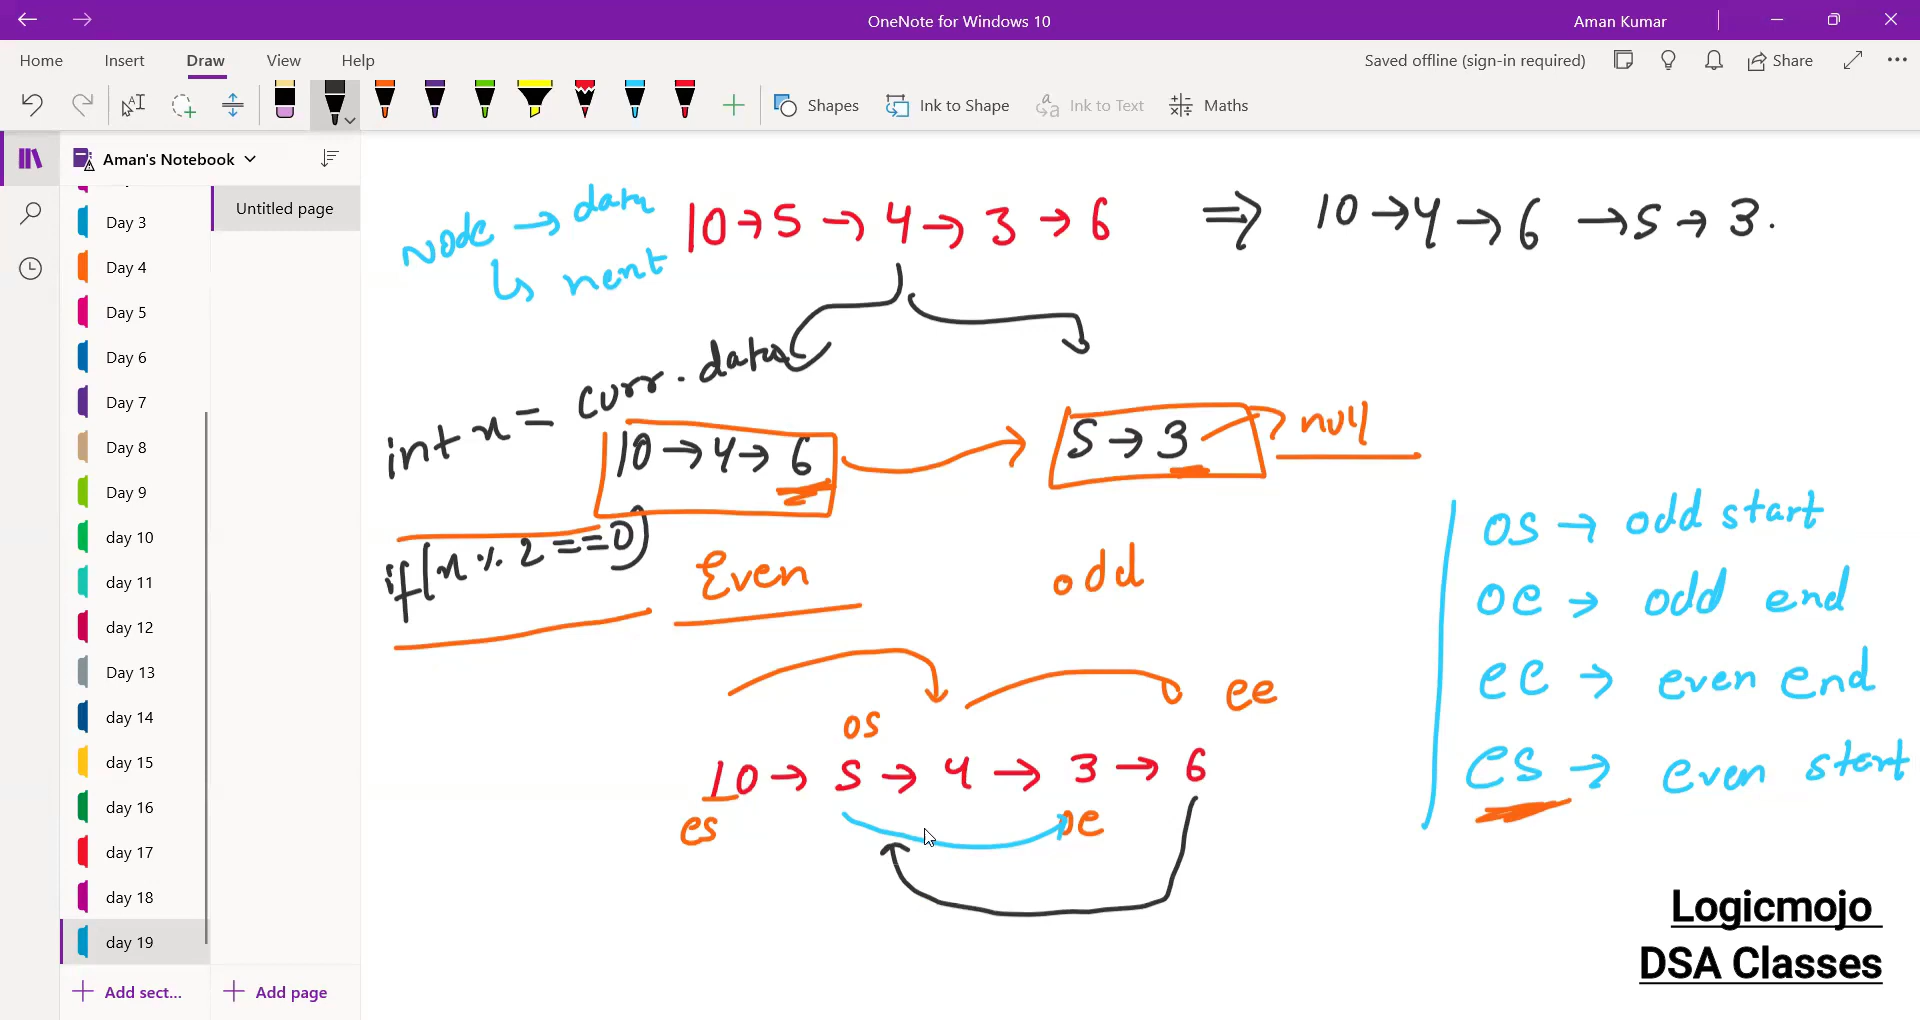 OneNote for Windows 10
Aman Kumar
Home Insert Draw View Help
Saved offline (sign-in required)
Share
Shapes
Ink to Shape
Ink to Text
Maths
Aman's Notebook
Untitled page
Day 3
Day 4
Day 5
Day 6
Day 7
Day 8
Day 9
day 10
day 11
day 12
Day 13
day 14
day 15
day 16
day 17
day 18
day 19
Add sect...
Add page
node → data
↳ next
10 → 5 → 4 → 3 → 6 ⇒ 10 → 4 → 6 → 5 → 3.
int x = curr.data
10 → 4 → 6 → 5 → 3 → null
if(x % 2 == 0)
Even odd
os → odd start
oe → odd end
ee → even end
es → even start
os ee
10 → 5 → 4 → 3 → 6
es oe
Logicmojo
DSA Classes